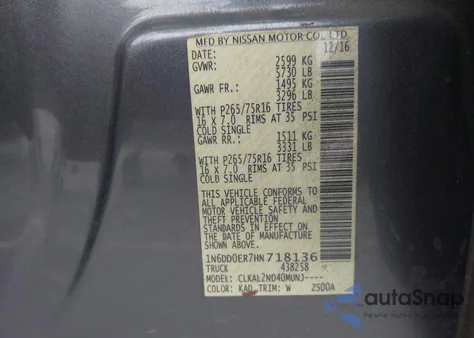 MFD BY NISSAN MOTOR CO., LTD.
DATE: 12/16
GVWR: 2599 KG
5730 LB
GAWR FR.: 1495 KG
3296 LB
WITH P265/75R16 TIRES
16 X 7.0 RIMS AT 35 PSI
COLD SINGLE
GAWR RR.: 1511 KG
3331 LB
WITH P265/75R16 TIRES
16 X 7.0 RIMS AT 35 PSI
COLD SINGLE
THIS VEHICLE CONFORMS TO
ALL APPLICABLE FEDERAL
MOTOR VEHICLE SAFETY AND
THEFT PREVENTION
STANDARDS IN EFFECT ON
THE DATE OF MANUFACTURE
SHOWN ABOVE.
1N6DD0ER7HN718136
TRUCK 438258
MODEL: CLKAL2ND40MUNJ----
COLOR: KAD TRIM: W 2S00A
autoSnap